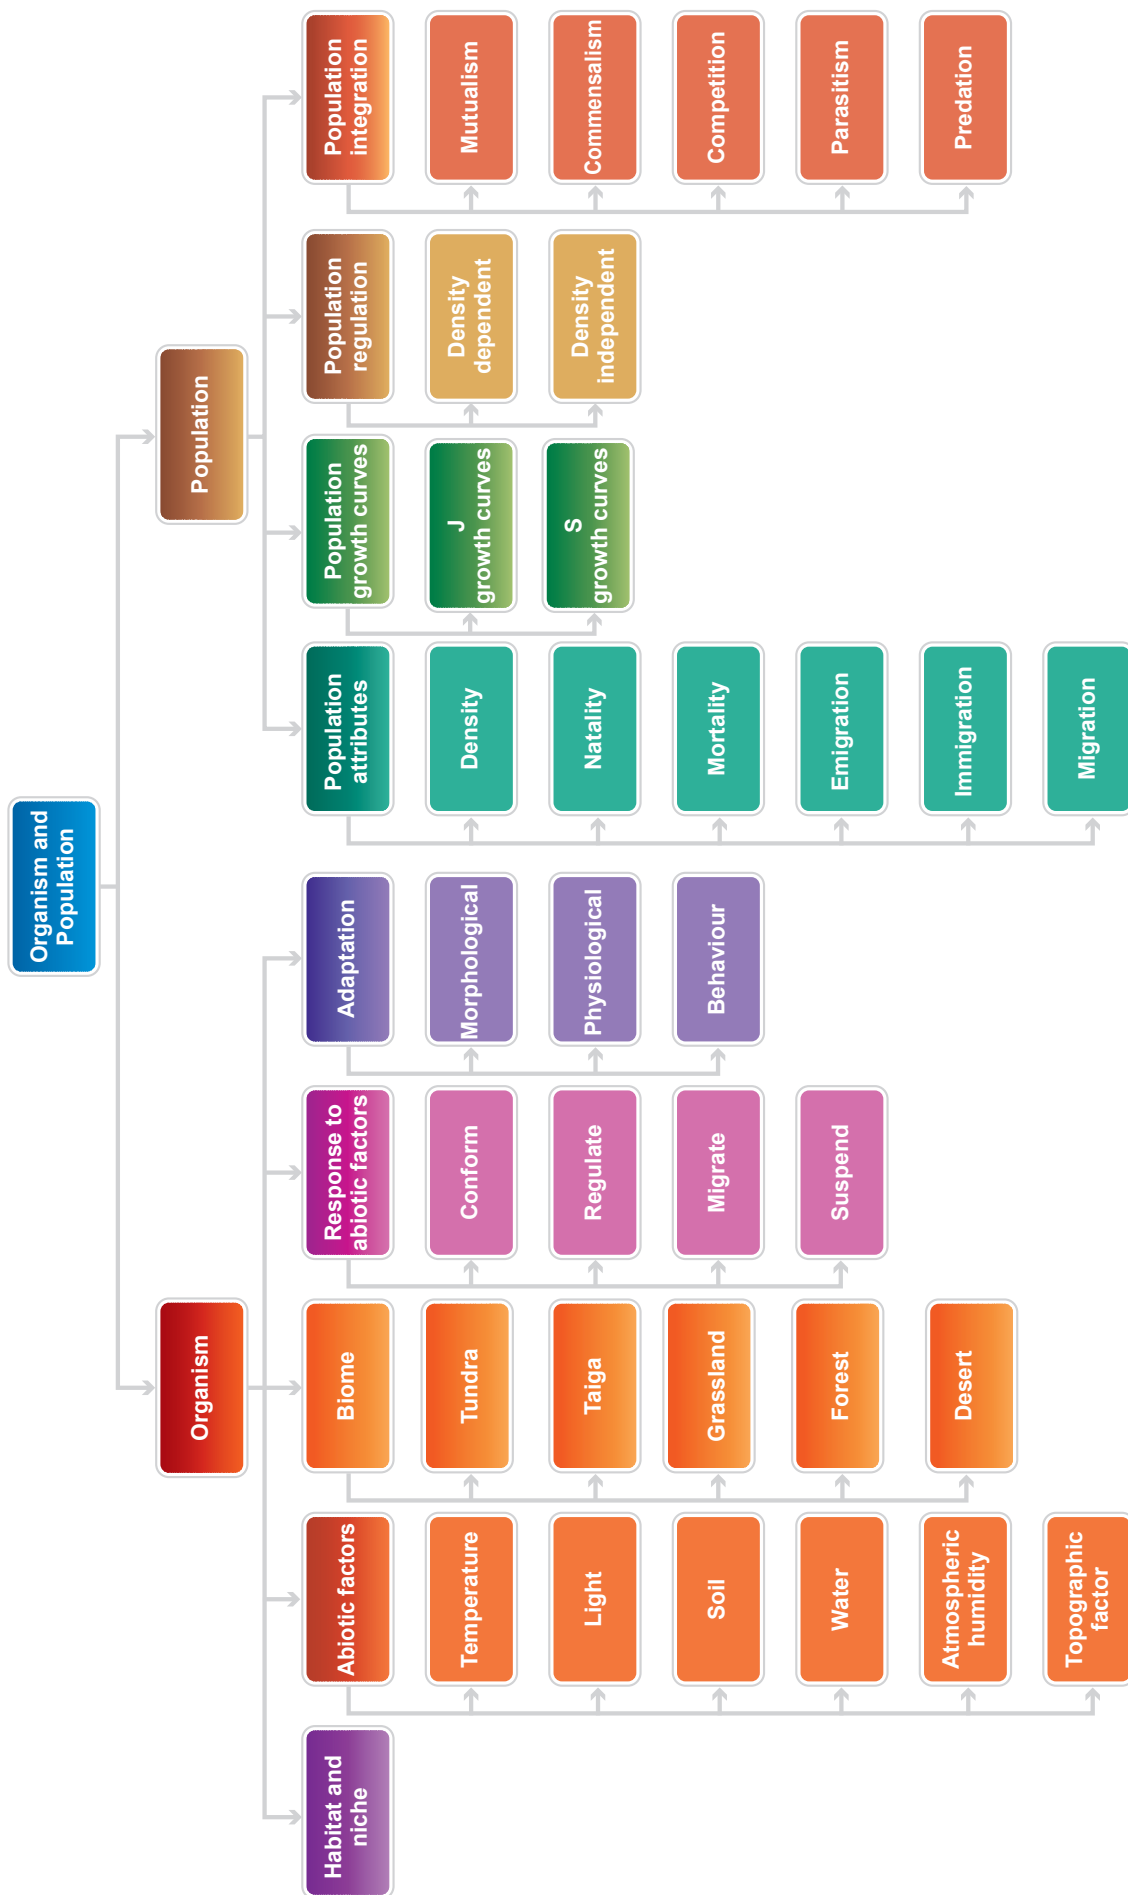 Organism and
Population
Organism
Population
Habitat and
niche
Abiotic factors
Temperature
Light
Soil
Water
Atmospheric
humidity
Topographic
factor
Biome
Tundra
Taiga
Grassland
Forest
Desert
Response to
abiotic factors
Conform
Regulate
Migrate
Suspend
Adaptation
Morphological
Physiological
Behaviour
Population
attributes
Density
Natality
Mortality
Emigration
Immigration
Migration
Population
growth curves
J
growth curves
S
growth curves
Population
regulation
Density
dependent
Density
independent
Population
integration
Mutualism
Commensalism
Competition
Parasitism
Predation